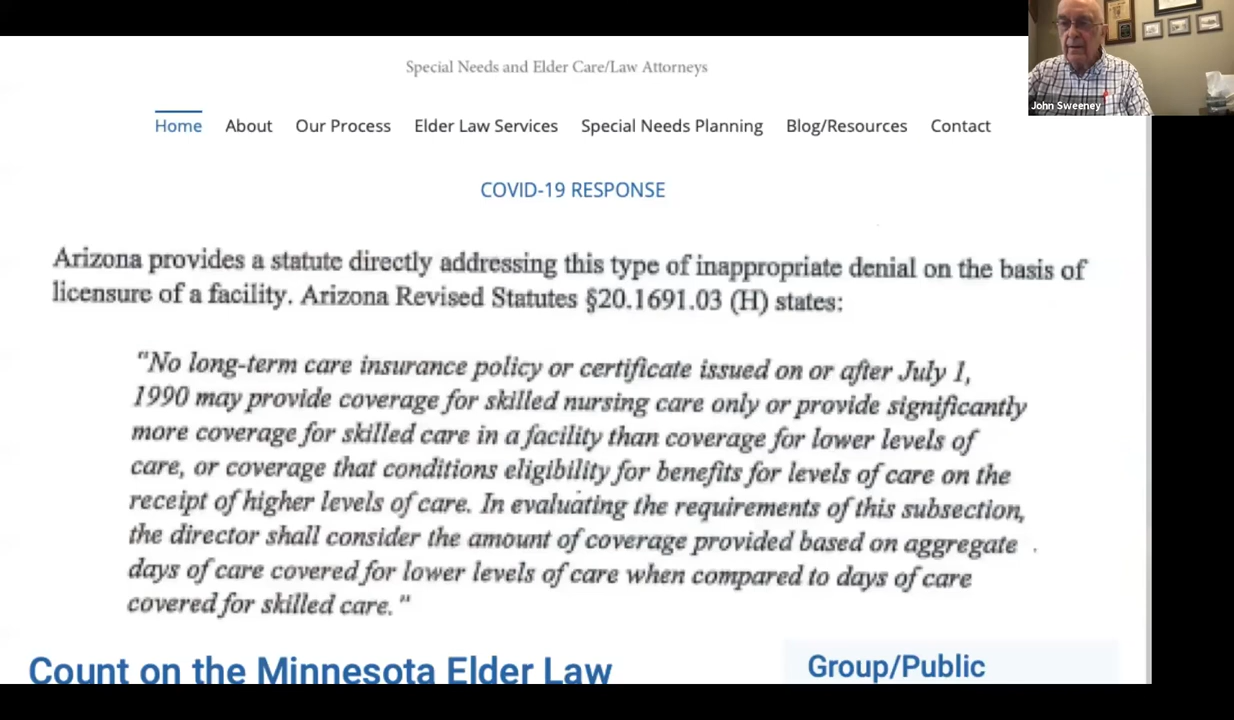 Special Needs and Elder Care/Law Attorneys
John Sweeney
Home About Our Process Elder Law Services Special Needs Planning Blog/Resources Contact
COVID-19 RESPONSE
Arizona provides a statute directly addressing this type of inappropriate denial on the basis of
licensure of a facility. Arizona Revised Statutes §20.1691.03 (H) states:
"No long-term care insurance policy or certificate issued on or after July 1,
1990 may provide coverage for skilled nursing care only or provide significantly
more coverage for skilled care in a facility than coverage for lower levels of
care, or coverage that conditions eligibility for benefits for levels of care on the
receipt of higher levels of care. In evaluating the requirements of this subsection,
the director shall consider the amount of coverage provided based on aggregate
days of care covered for lower levels of care when compared to days of care
covered for skilled care."
Count on the Minnesota Elder Law
Group/Public